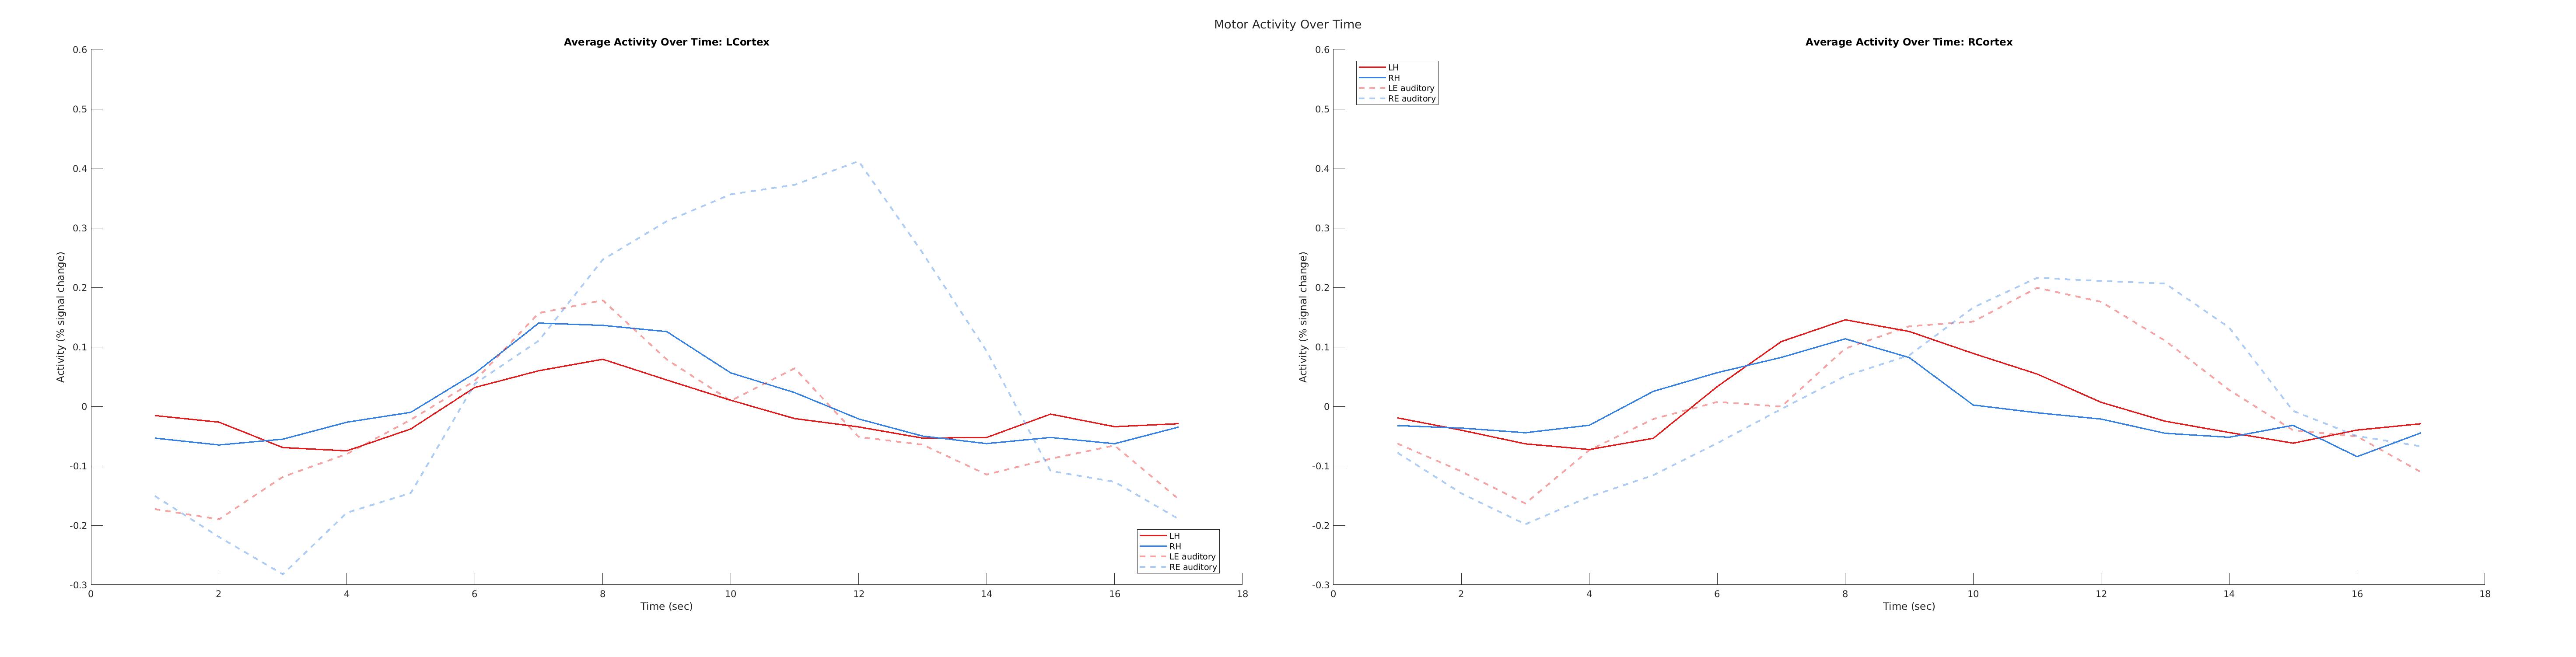 Motor Activity Over Time
Average Activity Over Time: LCortex
0.6
0.5
0.4
0.3
0.2
0.1
0
-0.1
-0.2
-0.3
Activity (% signal change)
0 2 4 6 8 10 12 14 16 18
Time (sec)
LH
RH
LE auditory
RE auditory
Average Activity Over Time: RCortex
0.6
0.5
0.4
0.3
0.2
0.1
0
-0.1
-0.2
-0.3
Activity (% signal change)
0 2 4 6 8 10 12 14 16 18
Time (sec)
LH
RH
LE auditory
RE auditory